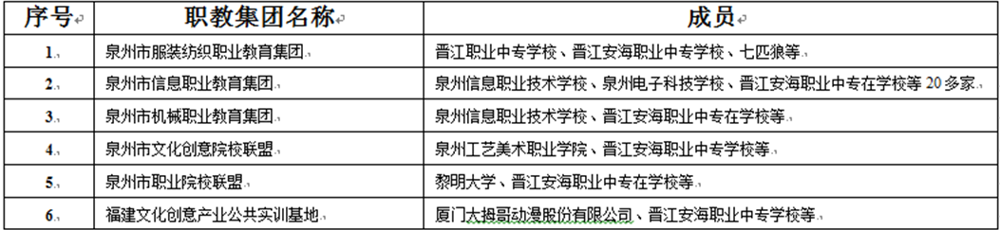 序号 职教集团名称 成员
1. 泉州市服装纺织职业教育集团 晋江职业中专学校、晋江安海职业中专学校、七匹狼等
2. 泉州市信息职业教育集团 泉州信息职业技术学校、泉州电子科技学校、晋江安海职业中专在学校等 20 多家
3. 泉州市机械职业教育集团 泉州信息职业技术学校、晋江安海职业中专在学校等
4. 泉州市文化创意院校联盟 泉州工艺美术职业学院、晋江安海职业中专学校等
5. 泉州市职业院校联盟 黎明大学、晋江安海职业中专在学校等
6. 福建文化创意产业公共实训基地 厦门大拇哥动漫股份有限公司、晋江安海职业中专学校等